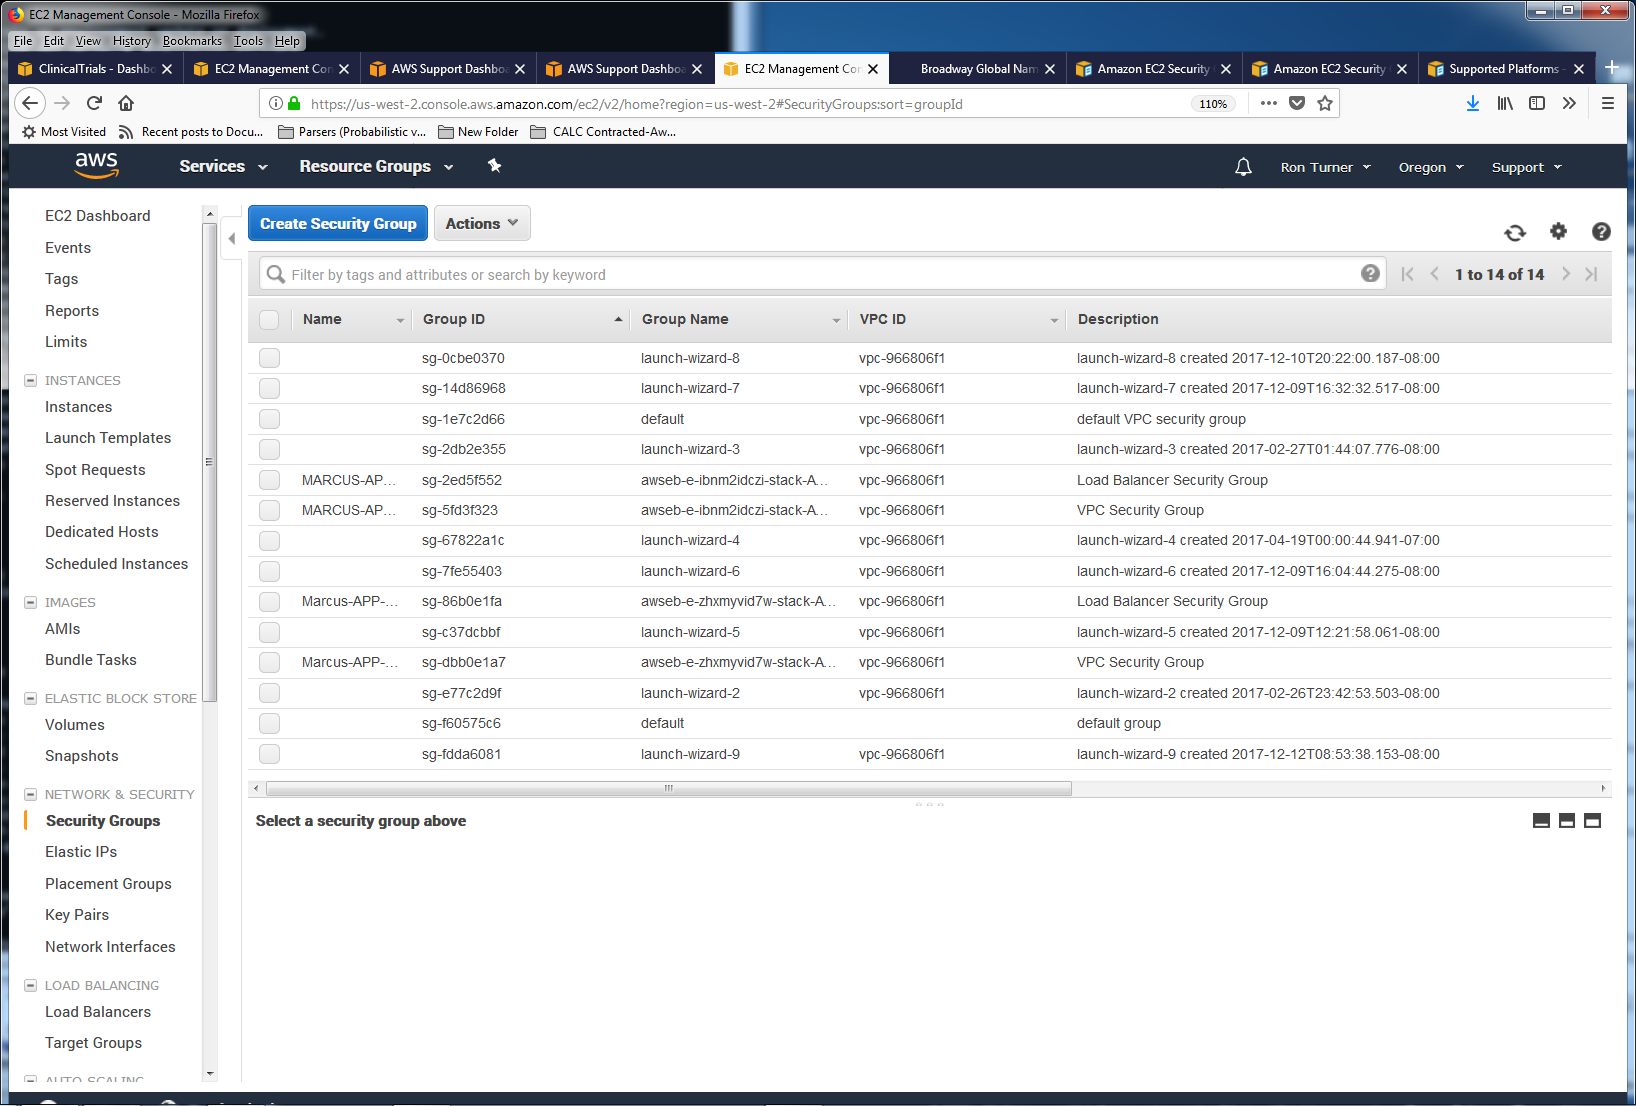 EC2 Management Console - Mozilla Firefox
File Edit View History Bookmarks Tools Help
ClinicalTrials - Dashbo EC2 Management Con AWS Support Dashboa AWS Support Dashboa EC2 Management Con Broadway Global Nam Amazon EC2 Security Amazon EC2 Security Supported Platforms -
https://us-west-2.console.aws.amazon.com/ec2/v2/home?region=us-west-2#SecurityGroups:sort=groupId 110%
Most Visited Recent posts to Docu... Parsers (Probabilistic v... New Folder CALC Contracted-Aw...
aws Services Resource Groups Ron Turner Oregon Support
EC2 Dashboard
Events
Tags
Reports
Limits
INSTANCES
Instances
Launch Templates
Spot Requests
Reserved Instances
Dedicated Hosts
Scheduled Instances
IMAGES
AMIs
Bundle Tasks
ELASTIC BLOCK STORE
Volumes
Snapshots
NETWORK & SECURITY
Security Groups
Elastic IPs
Placement Groups
Key Pairs
Network Interfaces
LOAD BALANCING
Load Balancers
Target Groups
AUTO SCALING
Create Security Group Actions
Filter by tags and attributes or search by keyword 1 to 14 of 14
Name Group ID Group Name VPC ID Description
sg-0cbe0370 launch-wizard-8 vpc-966806f1 launch-wizard-8 created 2017-12-10T20:22:00.187-08:00
sg-14d86968 launch-wizard-7 vpc-966806f1 launch-wizard-7 created 2017-12-09T16:32:32.517-08:00
sg-1e7c2d66 default vpc-966806f1 default VPC security group
sg-2db2e355 launch-wizard-3 vpc-966806f1 launch-wizard-3 created 2017-02-27T01:44:07.776-08:00
MARCUS-AP... sg-2ed5f552 awseb-e-ibnm2idczi-stack-A... vpc-966806f1 Load Balancer Security Group
MARCUS-AP... sg-5fd3f323 awseb-e-ibnm2idczi-stack-A... vpc-966806f1 VPC Security Group
sg-67822a1c launch-wizard-4 vpc-966806f1 launch-wizard-4 created 2017-04-19T00:00:44.941-07:00
sg-7fe55403 launch-wizard-6 vpc-966806f1 launch-wizard-6 created 2017-12-09T16:04:44.275-08:00
Marcus-APP-... sg-86b0e1fa awseb-e-zhxmyvid7w-stack-A... vpc-966806f1 Load Balancer Security Group
sg-c37dcbbf launch-wizard-5 vpc-966806f1 launch-wizard-5 created 2017-12-09T12:21:58.061-08:00
Marcus-APP-... sg-dbb0e1a7 awseb-e-zhxmyvid7w-stack-A... vpc-966806f1 VPC Security Group
sg-e77c2d9f launch-wizard-2 vpc-966806f1 launch-wizard-2 created 2017-02-26T23:42:53.503-08:00
sg-f60575c6 default default group
sg-fdda6081 launch-wizard-9 vpc-966806f1 launch-wizard-9 created 2017-12-12T08:53:38.153-08:00
Select a security group above